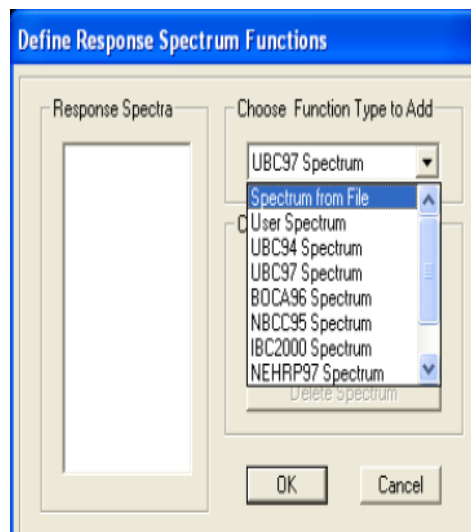 Define Response Spectrum Functions
Response Spectra
Choose Function Type to Add
UBC97 Spectrum
Spectrum from File
User Spectrum
UBC94 Spectrum
UBC97 Spectrum
BOCA96 Spectrum
NBCC95 Spectrum
IBC2000 Spectrum
NEHRP97 Spectrum
Delete Spectrum
OK
Cancel